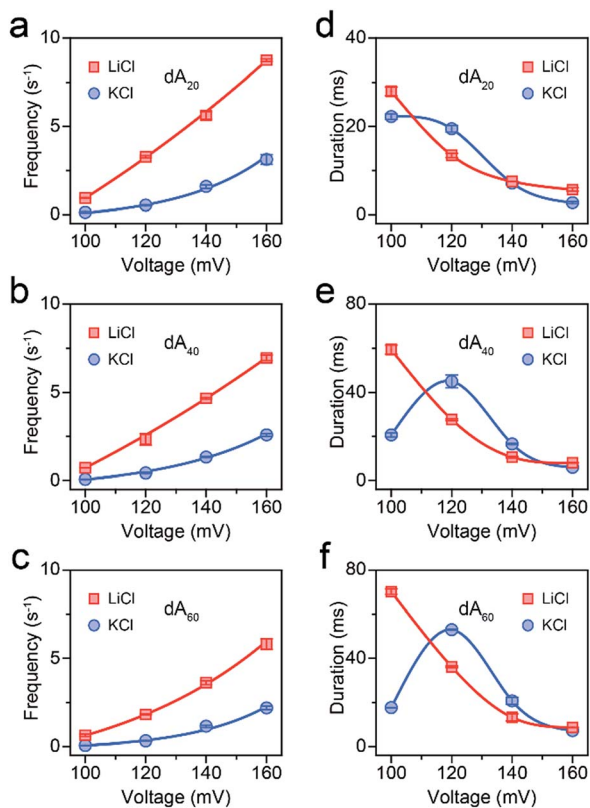 a
10
5
0
Frequency (s⁻¹)
LiCl
KCl
dA₂₀
100 120 140 160
Voltage (mV)
d
40
20
0
Duration (ms)
dA₂₀
LiCl
KCl
100 120 140 160
Voltage (mV)
b
10
5
0
Frequency (s⁻¹)
LiCl
KCl
dA₄₀
100 120 140 160
Voltage (mV)
e
80
40
0
Duration (ms)
dA₄₀
LiCl
KCl
100 120 140 160
Voltage (mV)
c
10
5
0
Frequency (s⁻¹)
LiCl
KCl
dA₆₀
100 120 140 160
Voltage (mV)
f
80
40
0
Duration (ms)
dA₆₀
LiCl
KCl
100 120 140 160
Voltage (mV)